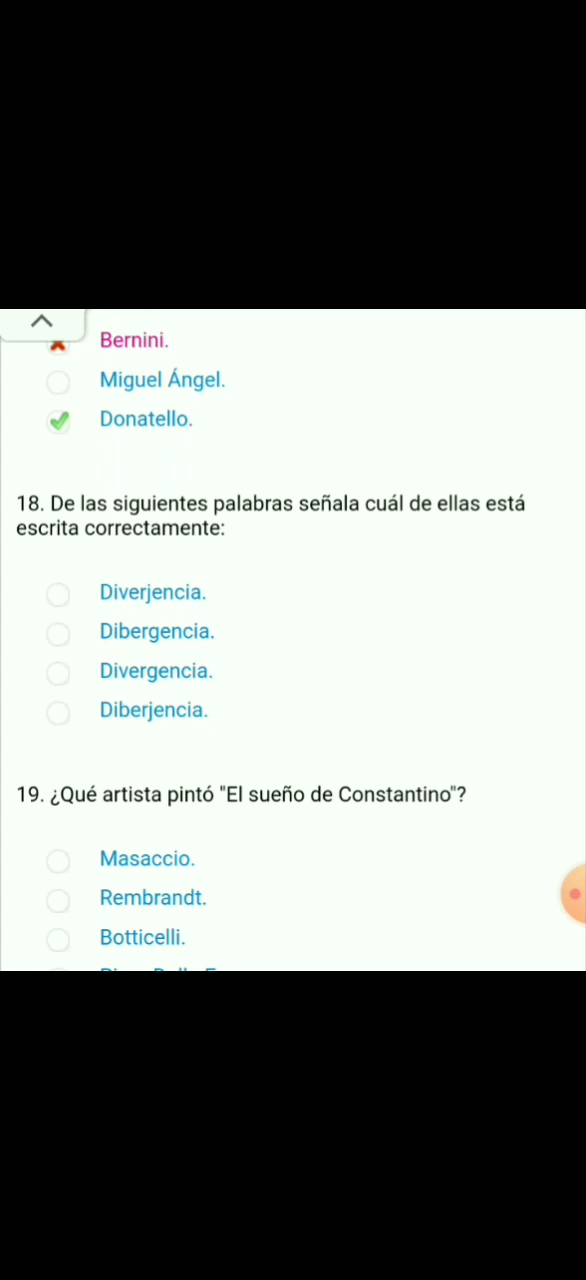 Bernini.
Miguel Ángel.
Donatello.
18. De las siguientes palabras señala cuál de ellas está
escrita correctamente:
Diverjencia.
Dibergencia.
Divergencia.
Diberjencia.
19. ¿Qué artista pintó "El sueño de Constantino"?
Masaccio.
Rembrandt.
Botticelli.